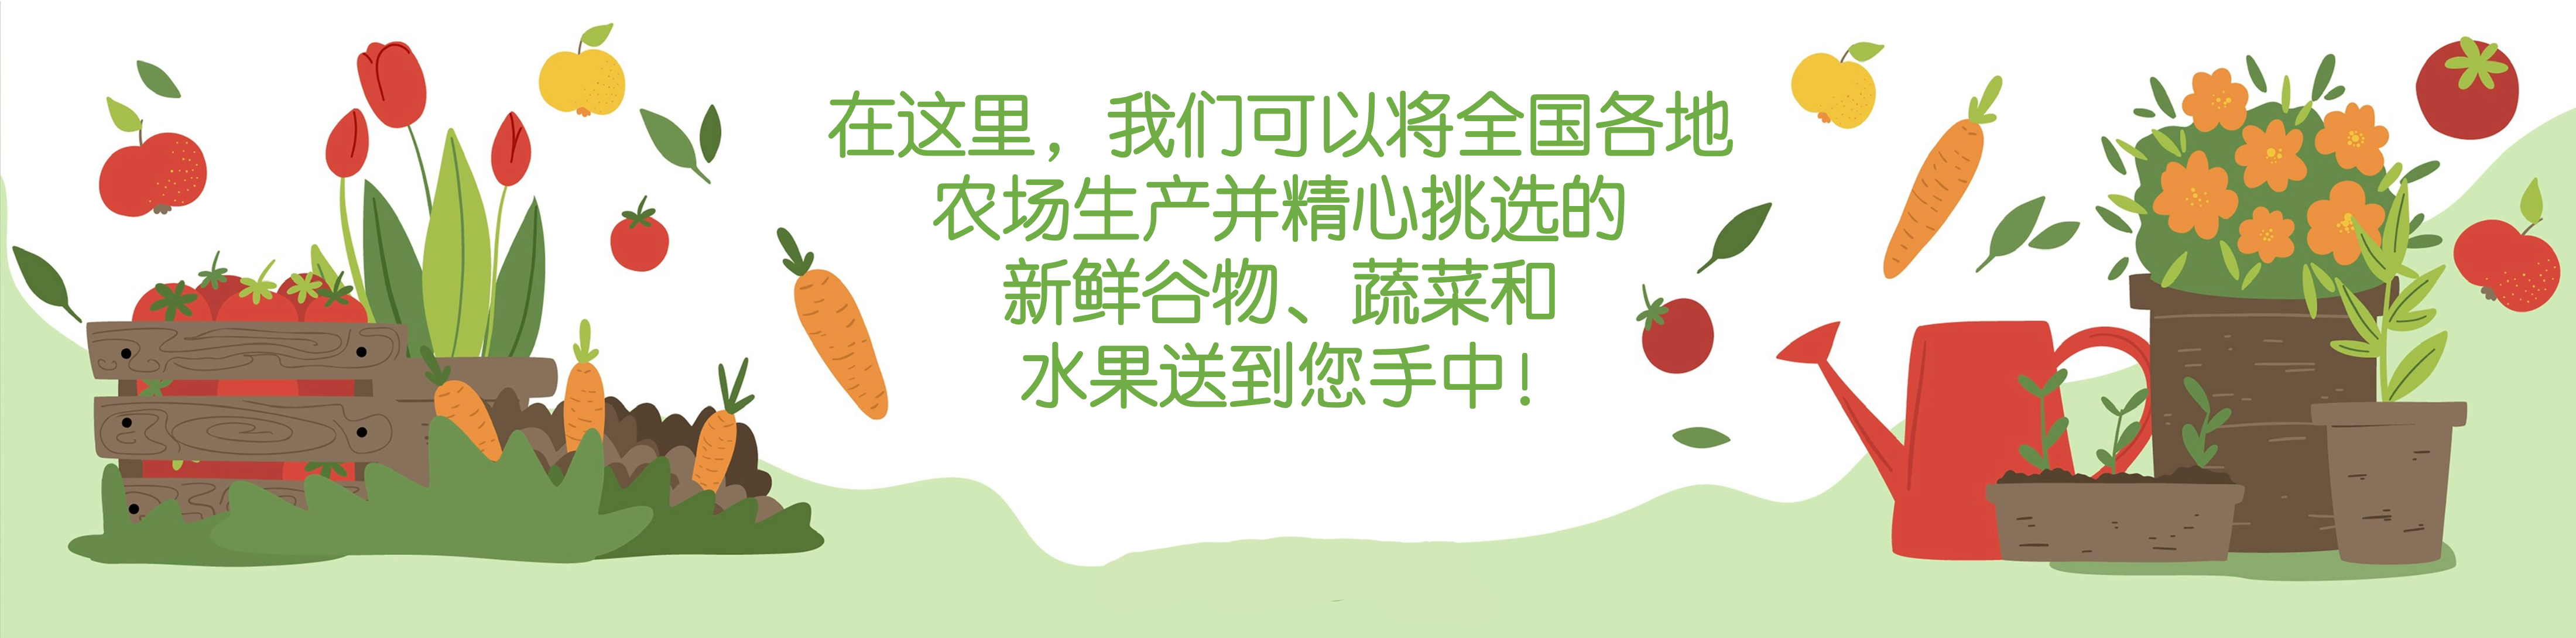 在这里，我们可以将全国各地
农场生产并精心挑选的
新鲜谷物、蔬菜和
水果送到您手中！